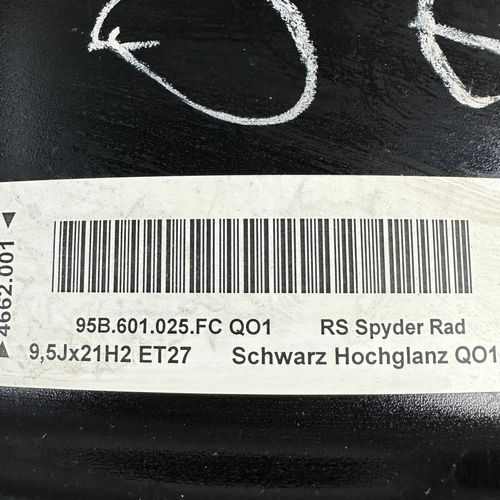 4662.001
95B.601.025.FC QO1 RS Spyder Rad
9,5Jx21H2 ET27 Schwarz Hochglanz QO1